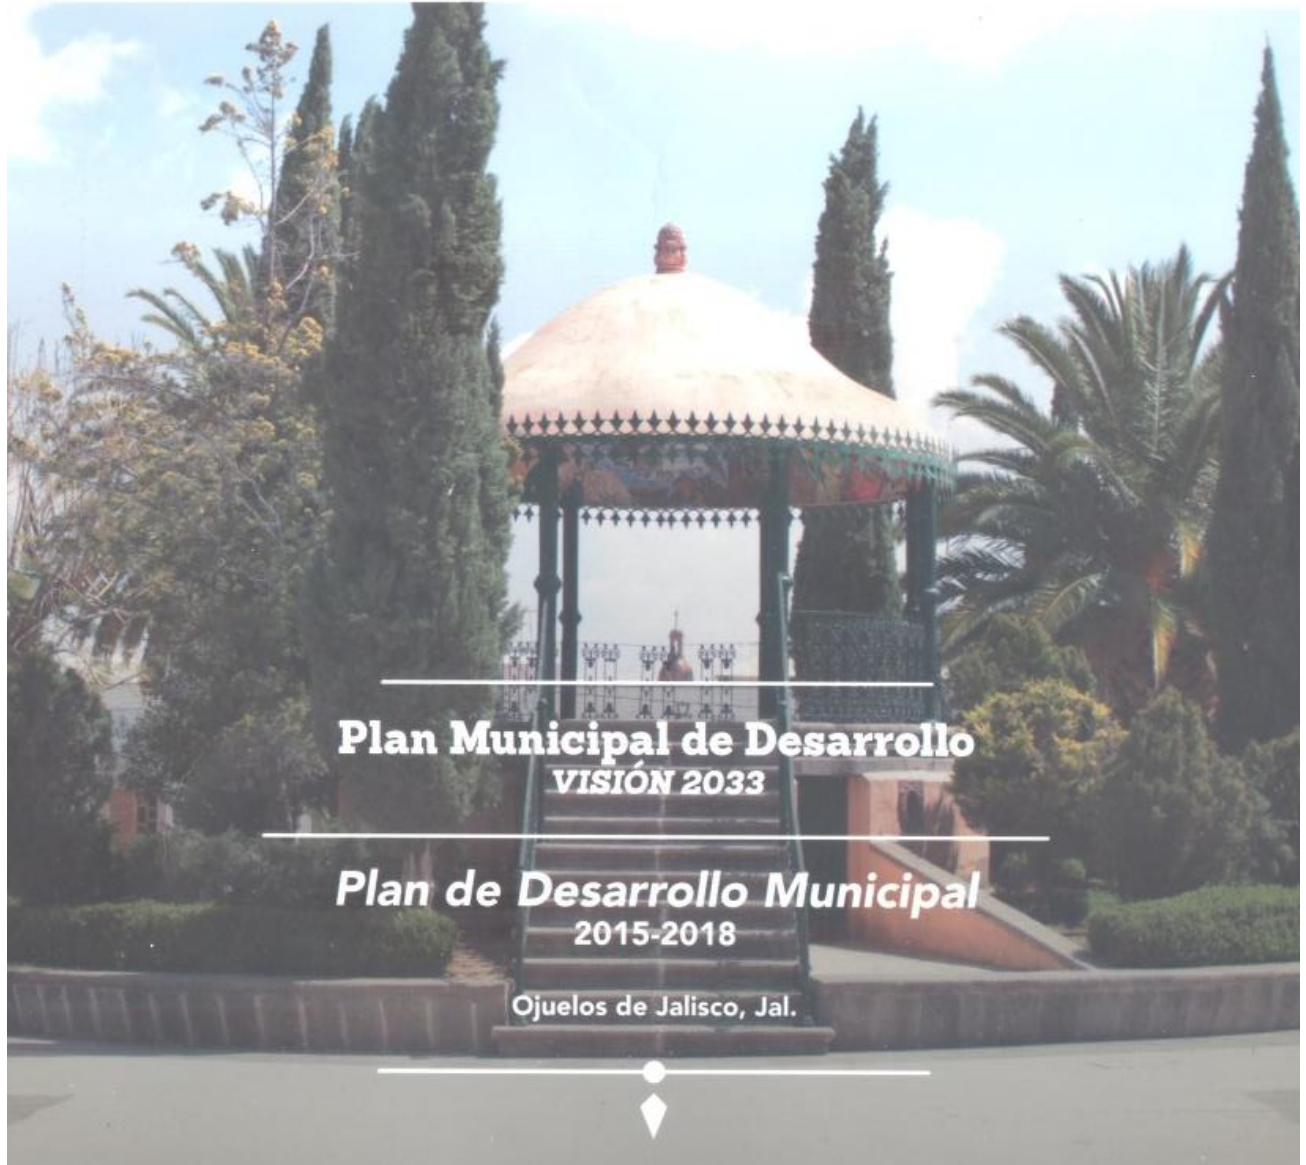 Plan Municipal de Desarrollo
VISIÓN 2033
Plan de Desarrollo Municipal
2015-2018
Ojuelos de Jalisco, Jal.